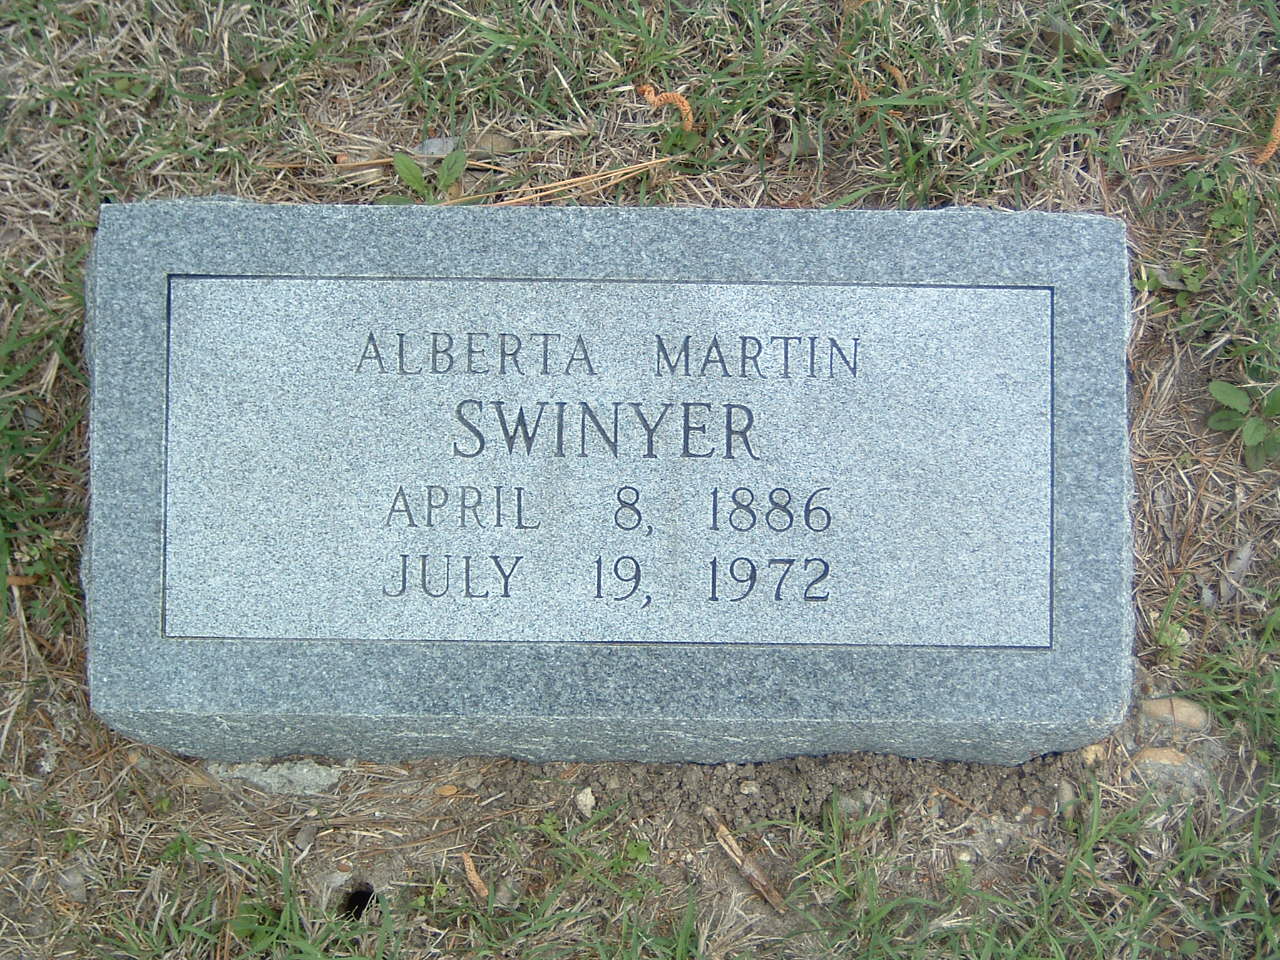 ALBERTA MARTIN
SWINYER
APRIL 8, 1886
JULY 19, 1972